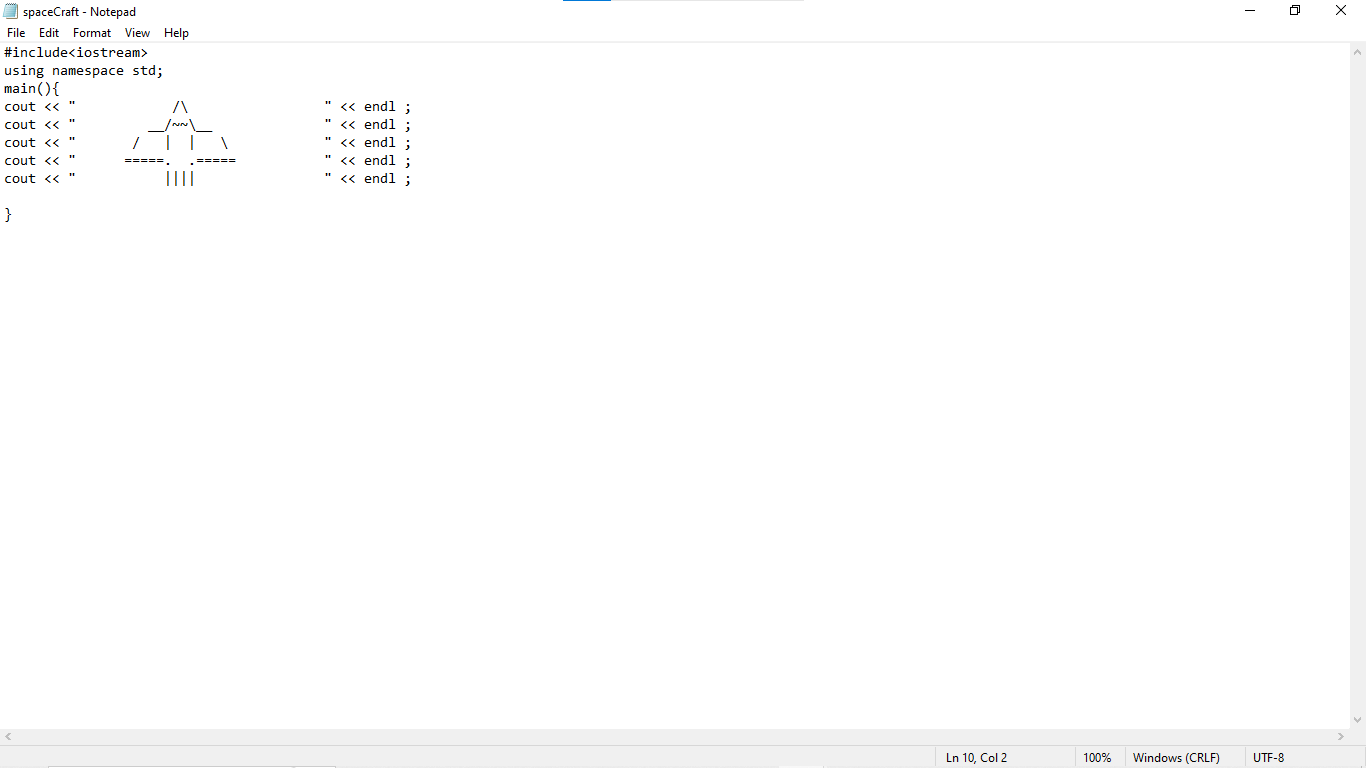 spaceCraft - Notepad
File Edit Format View Help
#include<iostream>
using namespace std;
main(){
cout << "            /\                 " << endl ;
cout << "         __/~~\__              " << endl ;
cout << "       /   |  |   \            " << endl ;
cout << "      =====.  .=====           " << endl ;
cout << "           ||||                " << endl ;

}
Ln 10, Col 2 100% Windows (CRLF) UTF-8